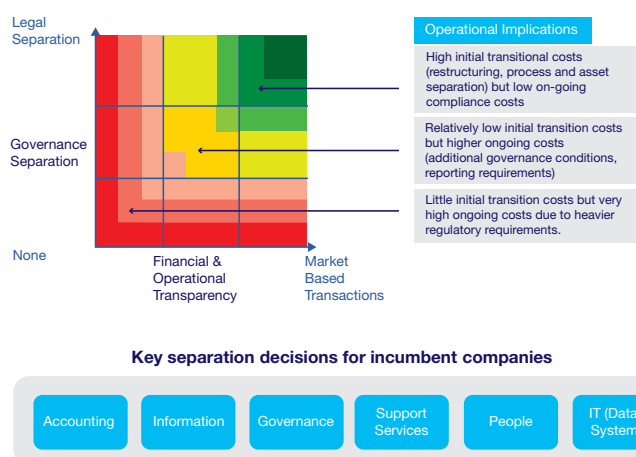 Legal
Separation
Governance
Separation
None
Financial &
Operational
Transparency
Market
Based
Transactions
Operational Implications
High initial transitional costs
(restructuring, process and asset
separation) but low on-going
compliance costs
Relatively low initial transition costs
but higher ongoing costs
(additional governance conditions,
reporting requirements)
Little initial transition costs but very
high ongoing costs due to heavier
regulatory requirements.
Key separation decisions for incumbent companies
Accounting
Information
Governance
Support
Services
People
IT (Data
System